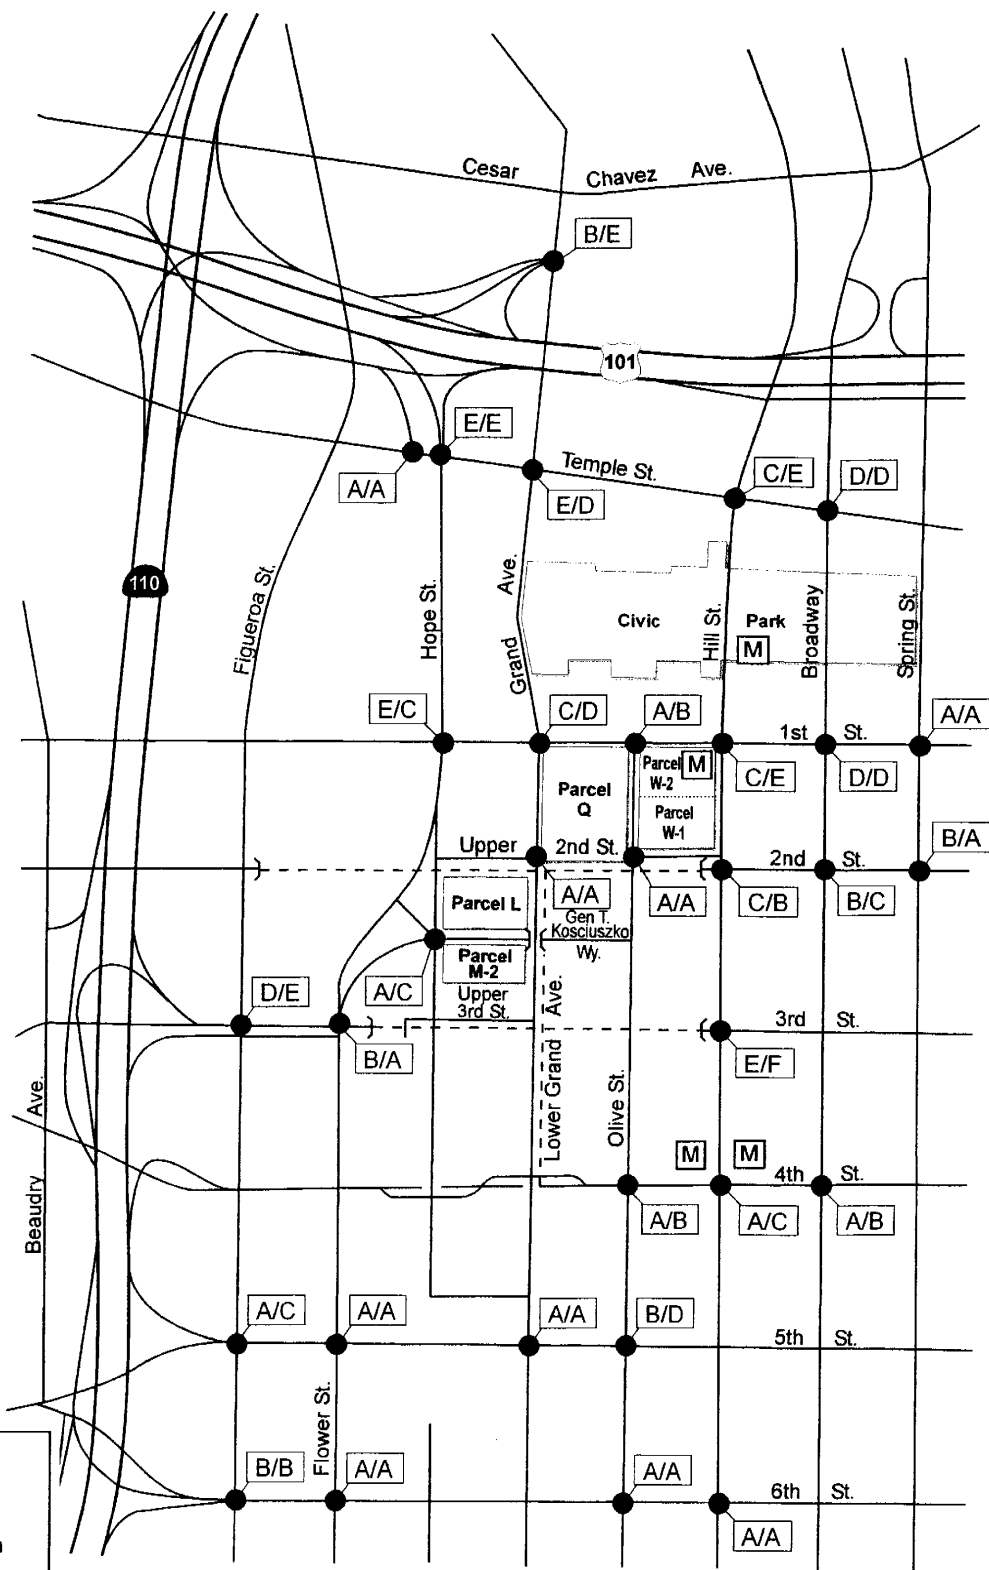 Cesar Chavez Ave.
B/E
101
E/E
A/A
Temple St.
E/D
C/E
D/D
110
Figueroa St.
Hope St.
Grand Ave.
Civic Park
Hill St.
M
Broadway
Spring St.
E/C
C/D
A/B
A/A
1st St.
C/E
D/D
Parcel
W-2
M
Parcel
Q
Parcel
W-1
Upper 2nd St.
2nd St.
B/A
A/A
A/A
C/B
B/C
Parcel L
Gen T.
Kosciuszko
Wy.
Parcel
M-2
A/C
Upper
3rd St.
D/E
B/A
3rd St.
E/F
Lower Grand Ave.
Olive St.
Beaudry Ave.
M
M
4th St.
A/B
A/C
A/B
A/C
A/A
A/A
B/D
5th St.
Flower St.
B/B
A/A
A/A
6th St.
A/A